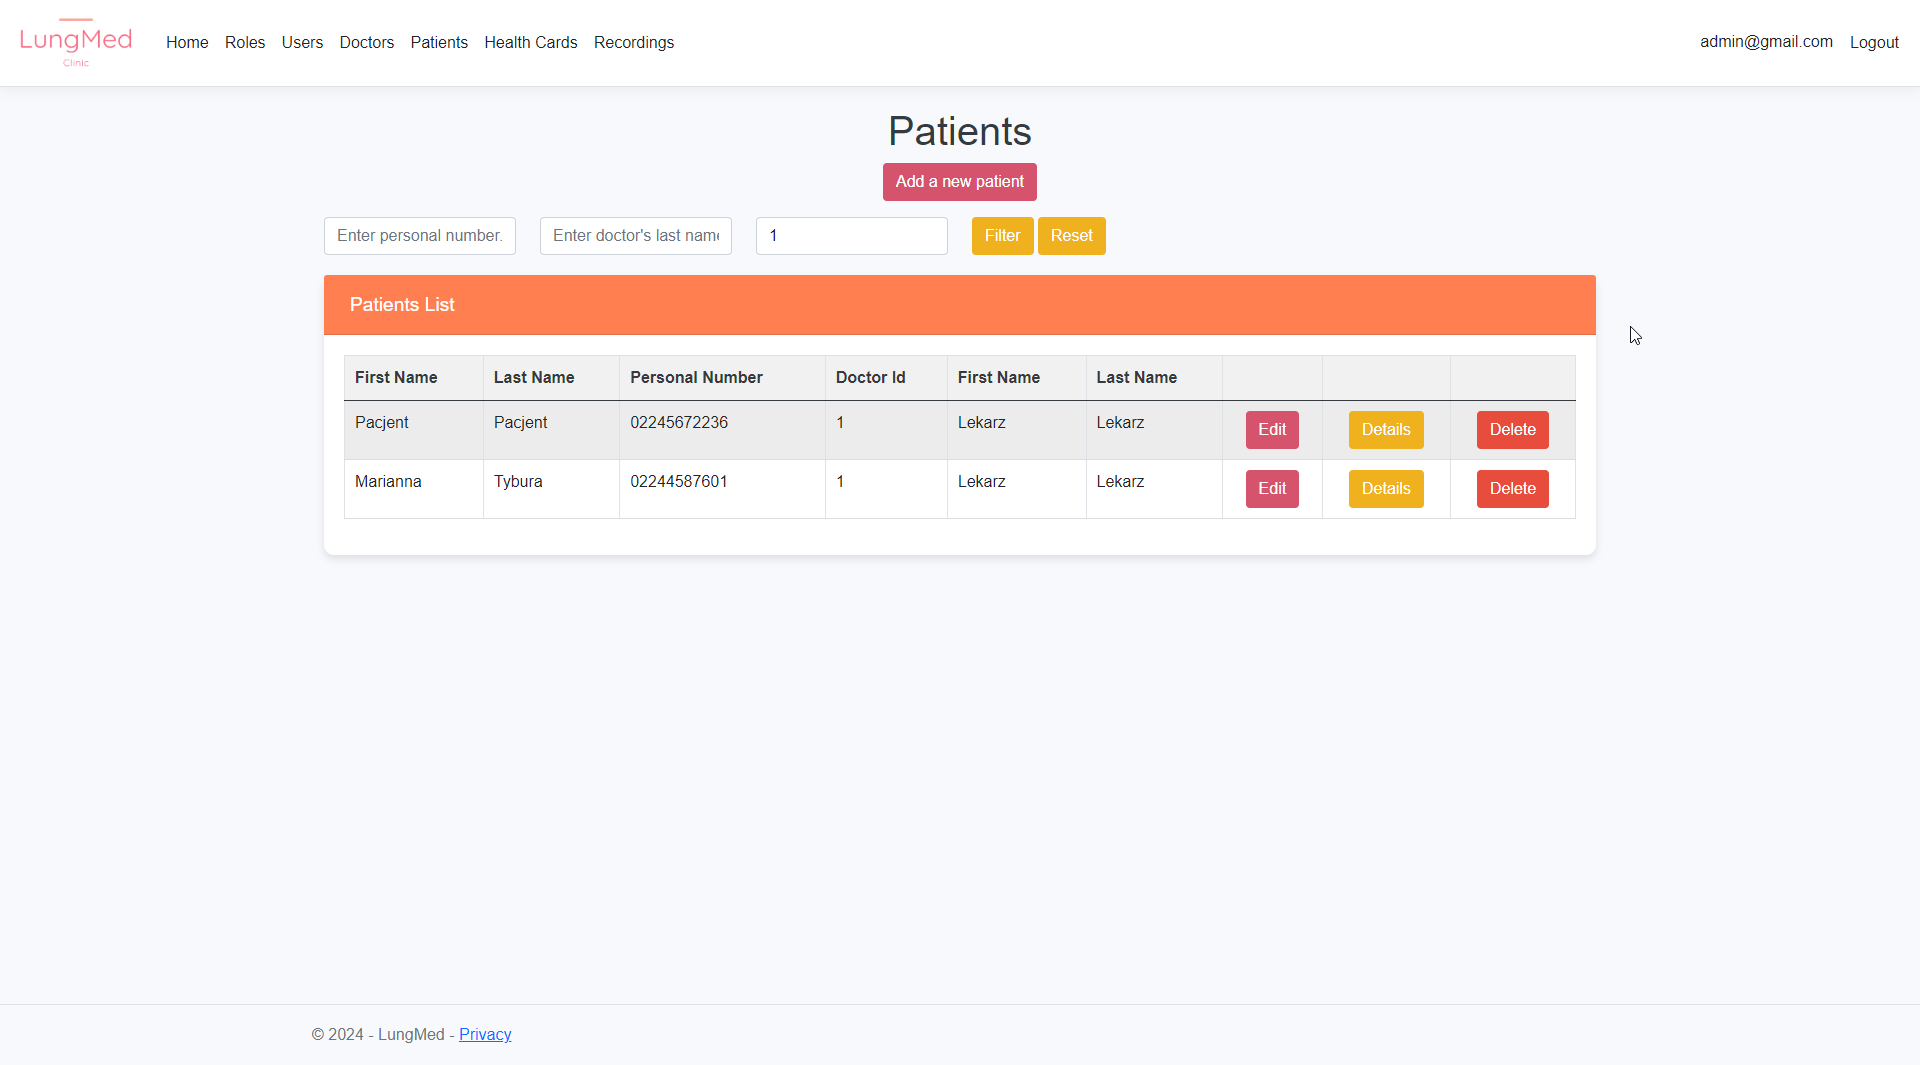 LungMed
Clinic
Home Roles Users Doctors Patients Health Cards Recordings admin@gmail.com Logout
Patients
Add a new patient
Enter personal number. Enter doctor's last name 1 Filter Reset
Patients List
First Name Last Name Personal Number Doctor Id First Name Last Name
Pacjent Pacjent 02245672236 1 Lekarz Lekarz Edit Details Delete
Marianna Tybura 02244587601 1 Lekarz Lekarz Edit Details Delete
© 2024 - LungMed - Privacy